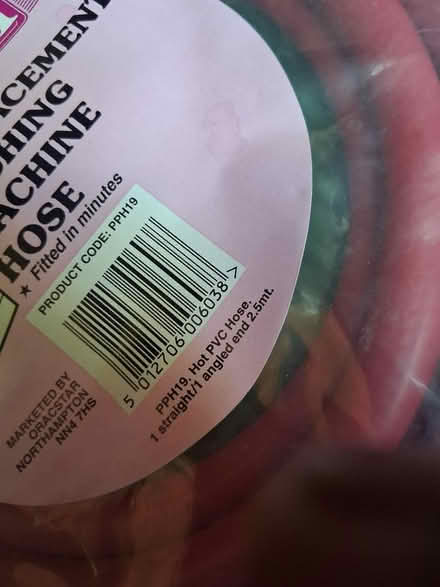 ACEMENT
HING
ACHINE
HOSE
★ Fitted in minutes
PRODUCT CODE: PPH19
5 012706 006038 >
PPH19, Hot PVC Hose.
1 straight/1 angled end 2.5mt.
MARKETED BY
ORACSTAR
NORTHAMPTON
NN4 7HS